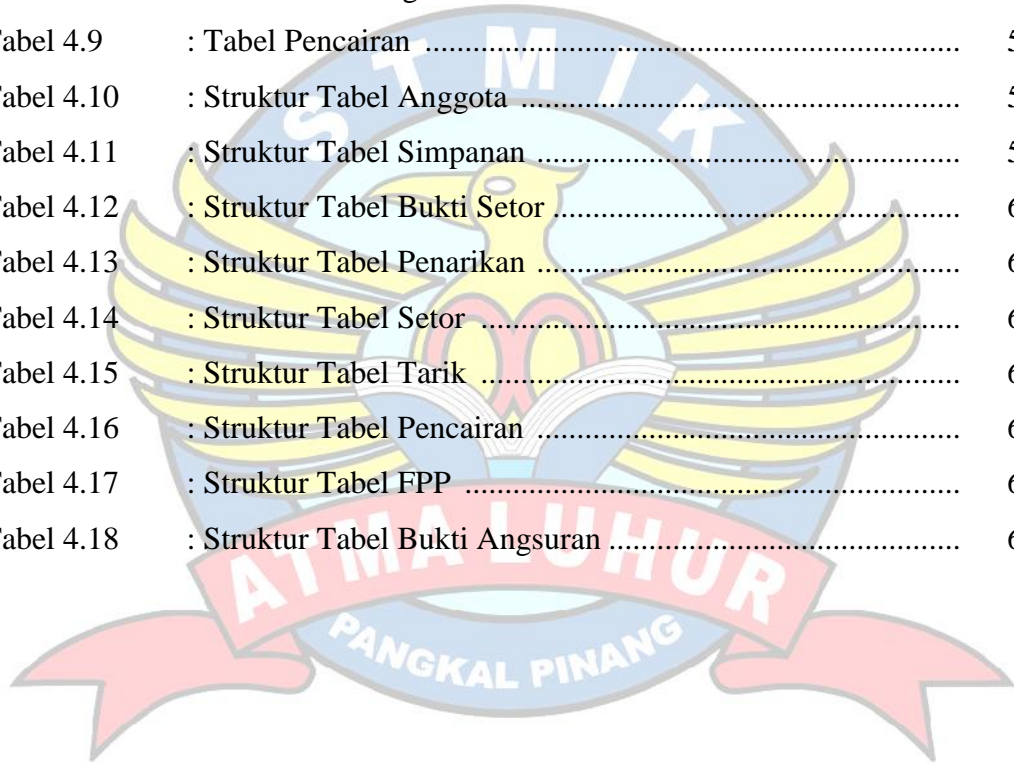 abel 4.9 : Tabel Pencairan ........................................................................................................ 5
abel 4.10 : Struktur Tabel Anggota ..................................................................................... 5
abel 4.11 : Struktur Tabel Simpanan .................................................................................. 5
abel 4.12 : Struktur Tabel Bukti Setor ............................................................................... 6
abel 4.13 : Struktur Tabel Penarikan .................................................................................. 6
abel 4.14 : Struktur Tabel Setor ............................................................................................. 6
abel 4.15 : Struktur Tabel Tarik ............................................................................................. 6
abel 4.16 : Struktur Tabel Pencairan .................................................................................. 6
abel 4.17 : Struktur Tabel FPP ................................................................................................ 6
abel 4.18 : Struktur Tabel Bukti Angsuran .................................................................... 6
STMIK
ATMA LUHUR
PANGKAL PINANG